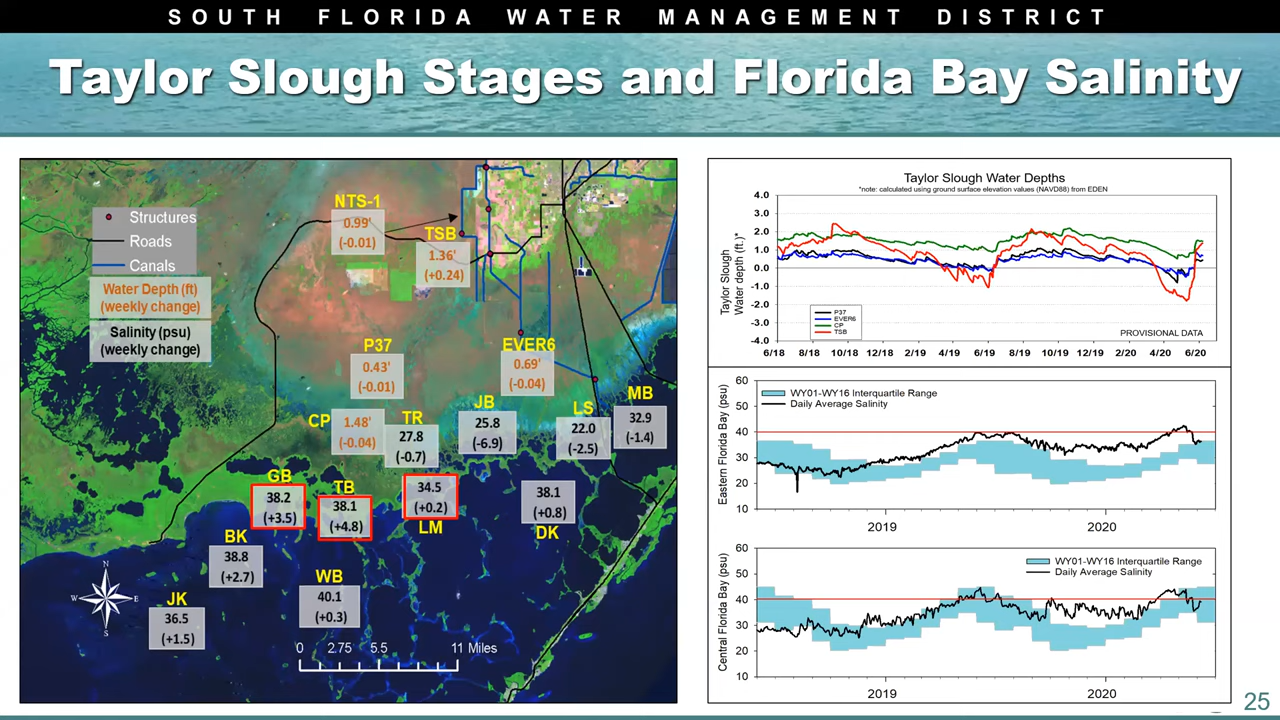 SOUTH FLORIDA WATER MANAGEMENT DISTRICT
Taylor Slough Stages and Florida Bay Salinity
Structures
Roads
Canals
Water Depth (ft)
(weekly change)
Salinity (psu)
(weekly change)
NTS-1
0.99'
(-0.01)
TSB
1.36'
(+0.24)
P37
0.43'
(-0.01)
EVER6
0.69'
(-0.04)
CP
1.48'
(-0.04)
TR
27.8
(-0.7)
JB
25.8
(-6.9)
LS
22.0
(-2.5)
MB
32.9
(-1.4)
GB
38.2
(+3.5)
TB
38.1
(+4.8)
34.5
(+0.2)
LM
38.1
(+0.8)
DK
BK
38.8
(+2.7)
WB
40.1
(+0.3)
JK
36.5
(+1.5)
N
W E
S
0 2.75 5.5 11 Miles
Taylor Slough Water Depths
*note: calculated using ground surface elevation values (NAVD88) from EDEN
Taylor Slough
Water depth (ft.)*
4.0
3.0
2.0
1.0
0.0
-1.0
-2.0
-3.0
-4.0
P37
EVER6
CP
TSB
PROVISIONAL DATA
6/18 8/18 10/18 12/18 2/19 4/19 6/19 8/19 10/19 12/19 2/20 4/20 6/20
Eastern Florida Bay (psu)
60
50
40
30
20
10
WY01-WY16 Interquartile Range
Daily Average Salinity
2019 2020
Central Florida Bay (psu)
60
50
40
30
20
10
WY01-WY16 Interquartile Range
Daily Average Salinity
2019 2020
25